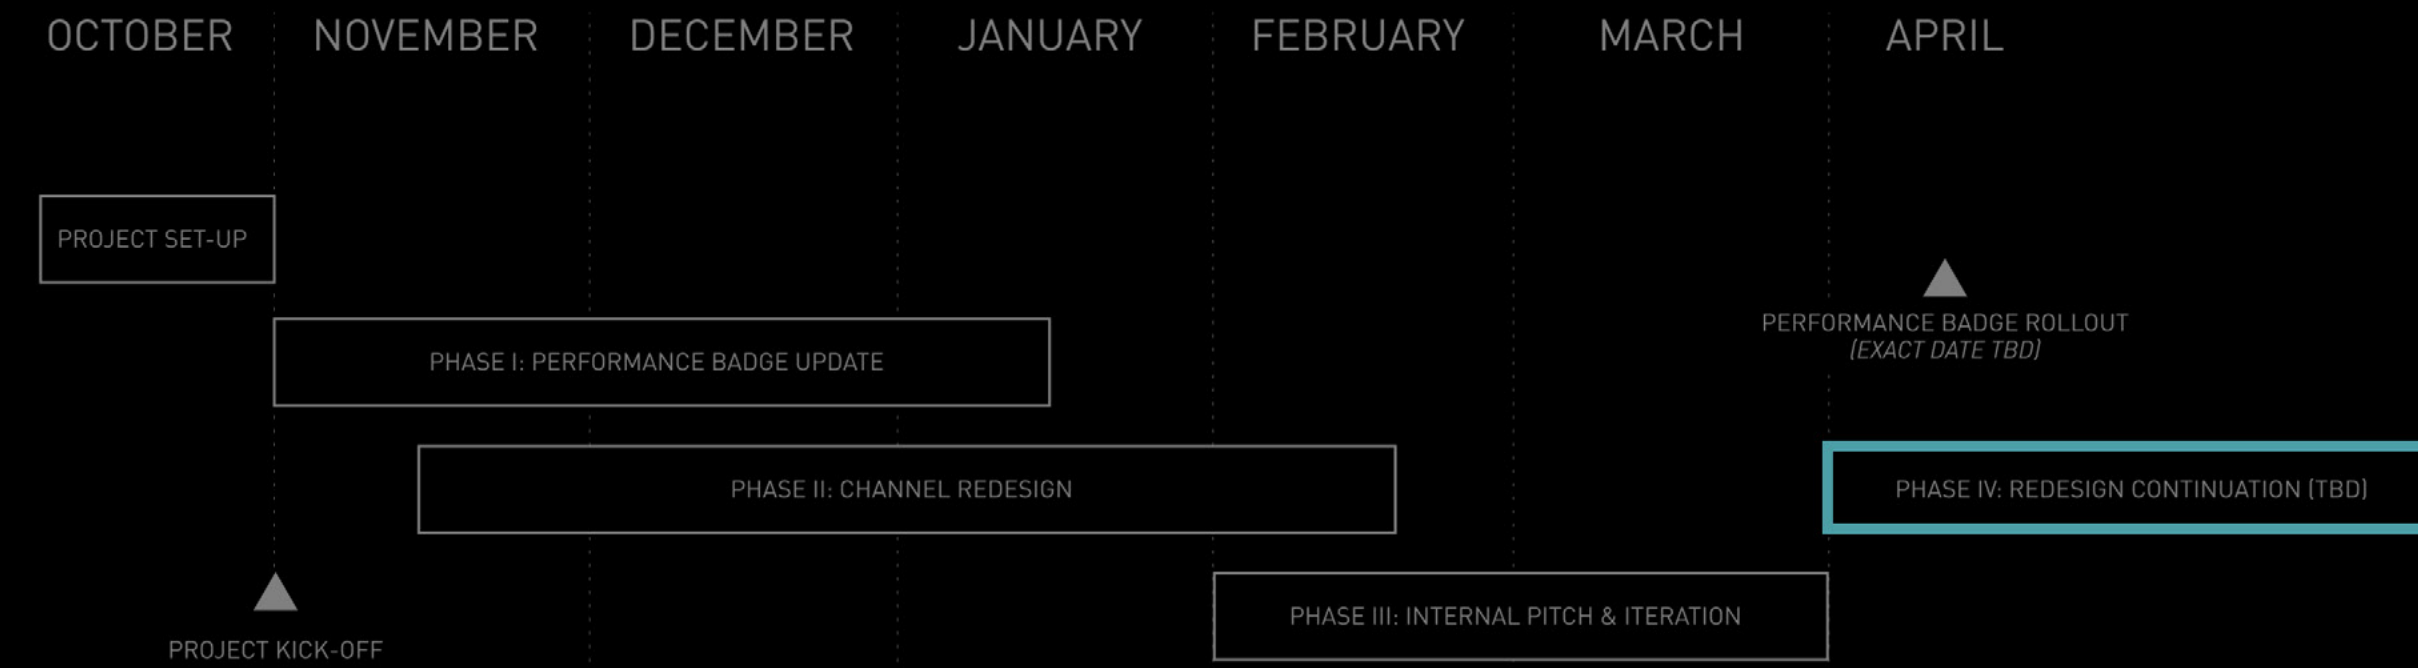 OCTOBER
NOVEMBER
DECEMBER
JANUARY
FEBRUARY
MARCH
APRIL
PROJECT SET-UP
PERFORMANCE BADGE ROLLOUT
(EXACT DATE TBD)
PHASE I: PERFORMANCE BADGE UPDATE
PHASE II: CHANNEL REDESIGN
PHASE IV: REDESIGN CONTINUATION (TBD)
PHASE III: INTERNAL PITCH & ITERATION
PROJECT KICK-OFF